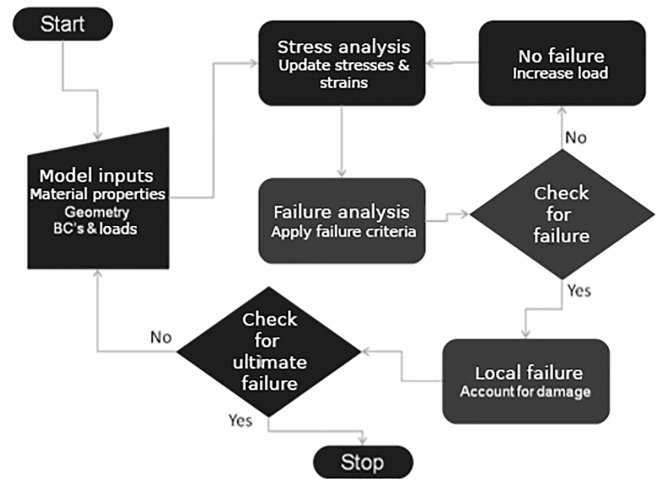 Start
Stress analysis
Update stresses &
strains
No failure
Increase load
Model inputs
Material properties
Geometry
BC's & loads
Failure analysis
Apply failure criteria
Check
for
failure
No
Yes
Local failure
Account for damage
Check
for
ultimate
failure
No
Yes
Stop